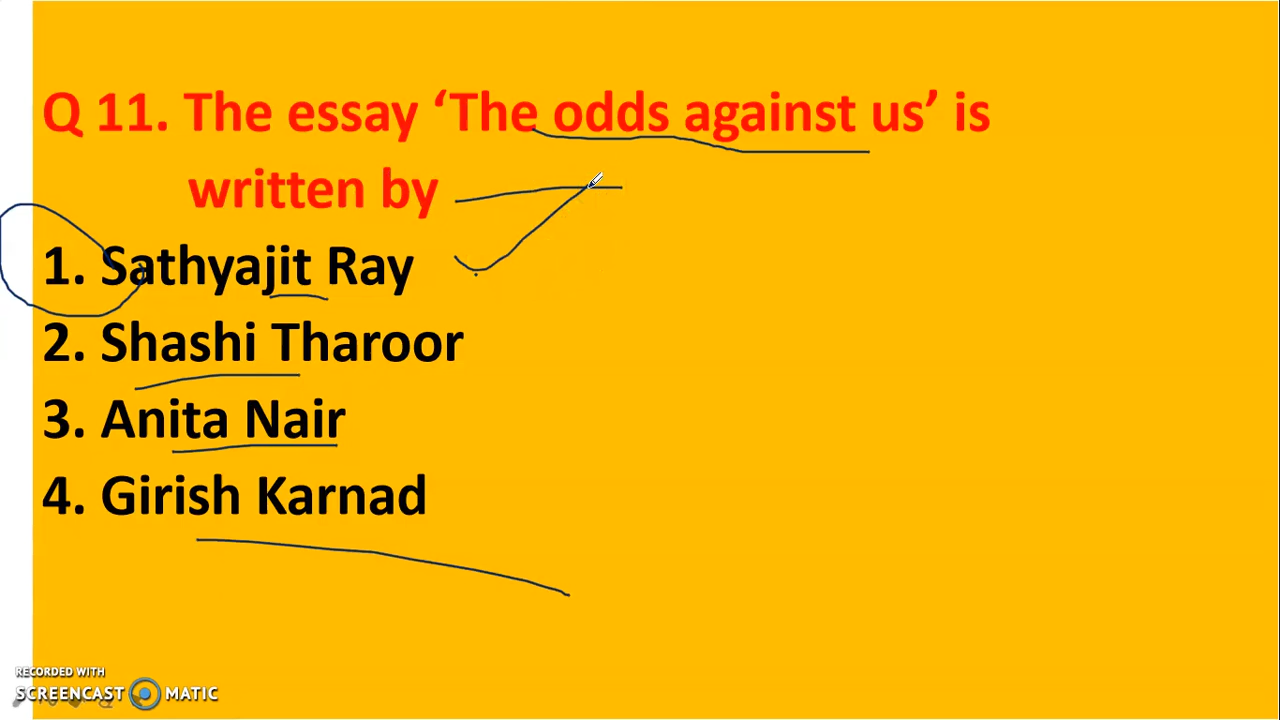 Q 11. The essay ‘The odds against us’ is
written by
1. Sathyajit Ray
2. Shashi Tharoor
3. Anita Nair
4. Girish Karnad
RECORDED WITH
SCREENCAST MATIC